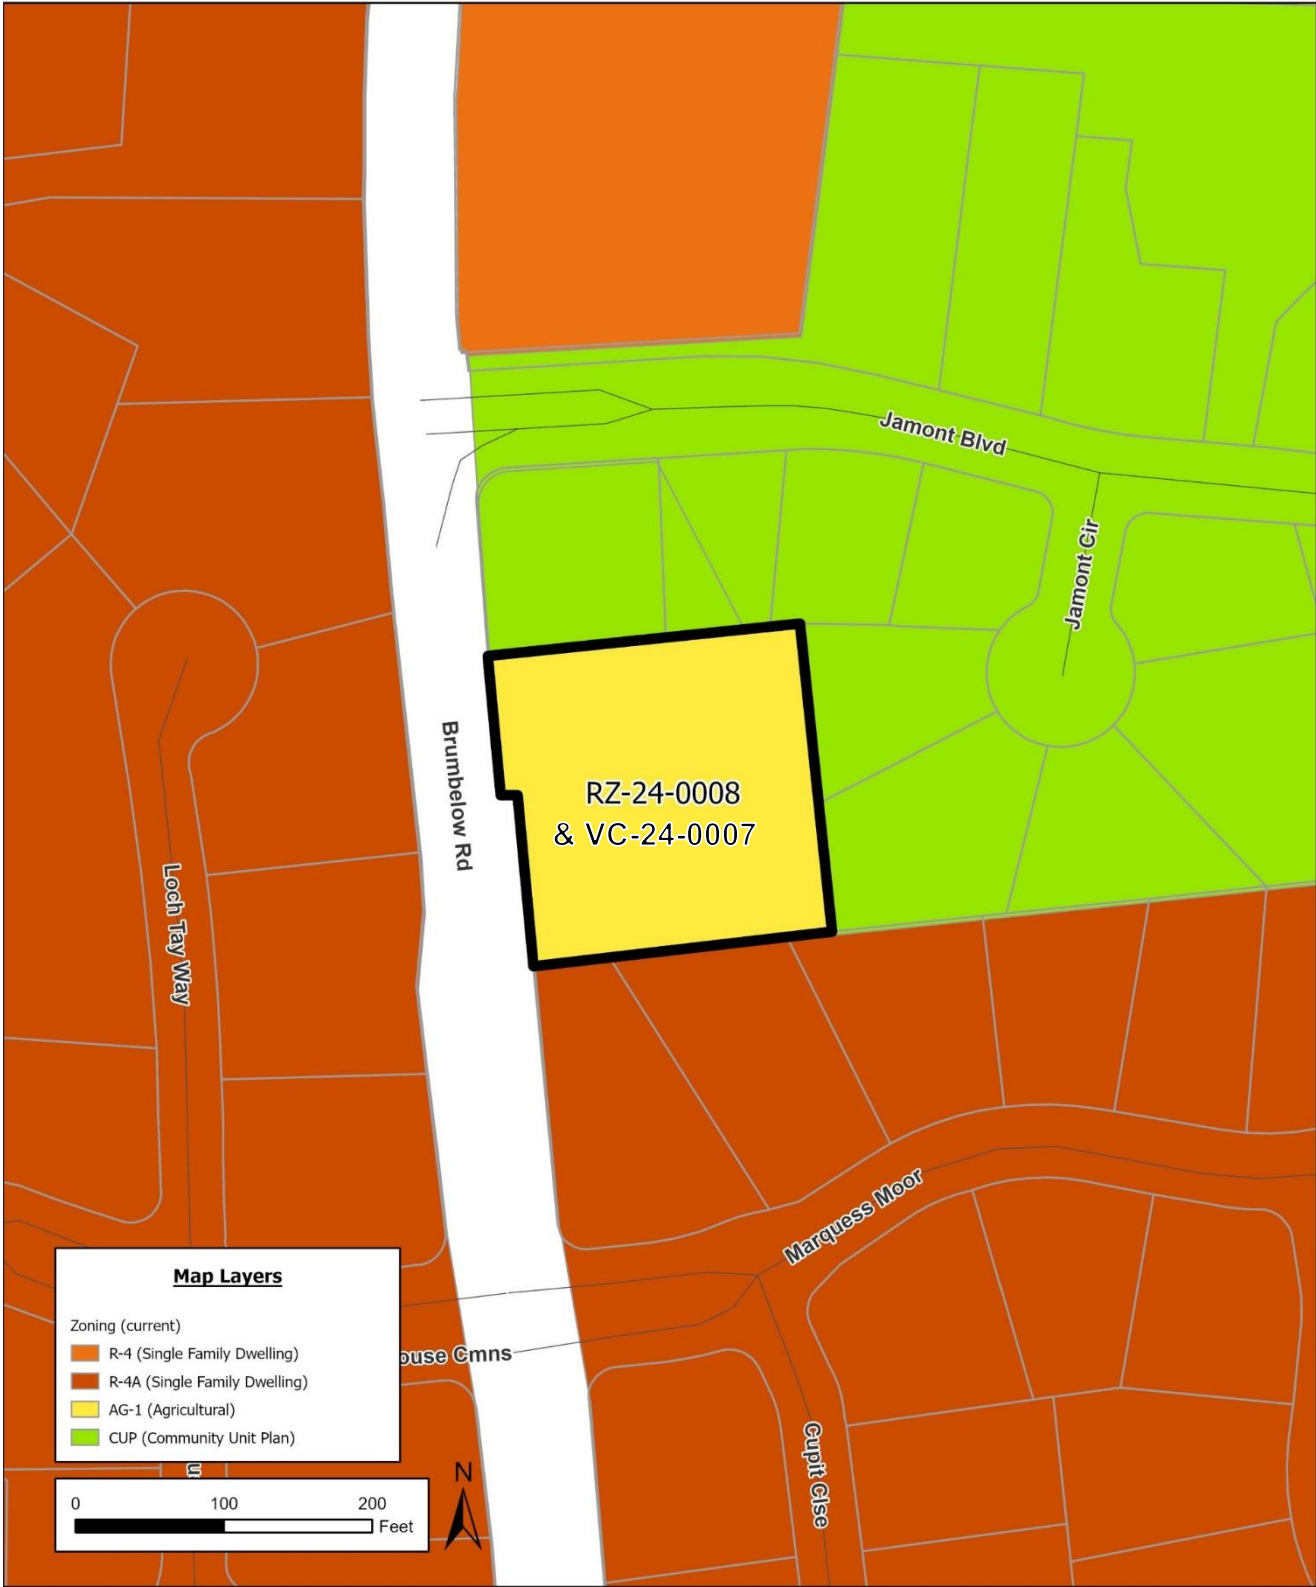 Jamont Blvd
Jamont Cir
Brumbelow Rd
RZ-24-0008
& VC-24-0007
Loch Tay Way
Marquess Moor
ouse Cmns
Cupit Clse
Map Layers
Zoning (current)
R-4 (Single Family Dwelling)
R-4A (Single Family Dwelling)
AG-1 (Agricultural)
CUP (Community Unit Plan)
0 100 200
Feet
N